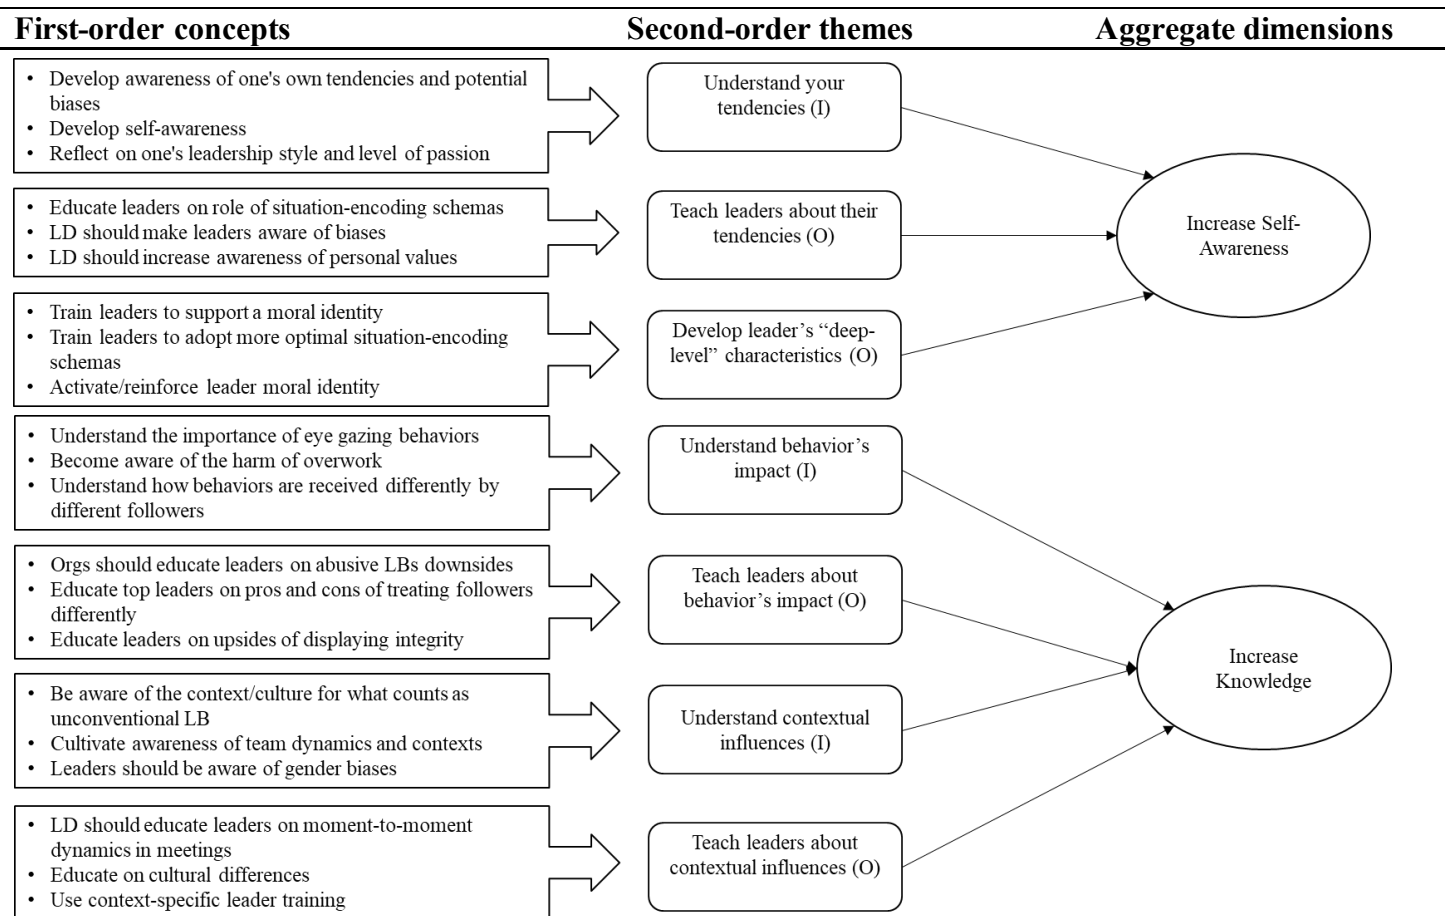 First-order concepts
Second-order themes
Aggregate dimensions
• Develop awareness of one's own tendencies and potential
biases
• Develop self-awareness
• Reflect on one's leadership style and level of passion
Understand your
tendencies (I)
• Educate leaders on role of situation-encoding schemas
• LD should make leaders aware of biases
• LD should increase awareness of personal values
Teach leaders about their
tendencies (O)
Increase Self-
Awareness
• Train leaders to support a moral identity
• Train leaders to adopt more optimal situation-encoding
schemas
• Activate/reinforce leader moral identity
Develop leader’s “deep-
level” characteristics (O)
• Understand the importance of eye gazing behaviors
• Become aware of the harm of overwork
• Understand how behaviors are received differently by
different followers
Understand behavior’s
impact (I)
• Orgs should educate leaders on abusive LBs downsides
• Educate top leaders on pros and cons of treating followers
differently
• Educate leaders on upsides of displaying integrity
Teach leaders about
behavior’s impact (O)
Increase
Knowledge
• Be aware of the context/culture for what counts as
unconventional LB
• Cultivate awareness of team dynamics and contexts
• Leaders should be aware of gender biases
Understand contextual
influences (I)
• LD should educate leaders on moment-to-moment
dynamics in meetings
• Educate on cultural differences
• Use context-specific leader training
Teach leaders about
contextual influences (O)